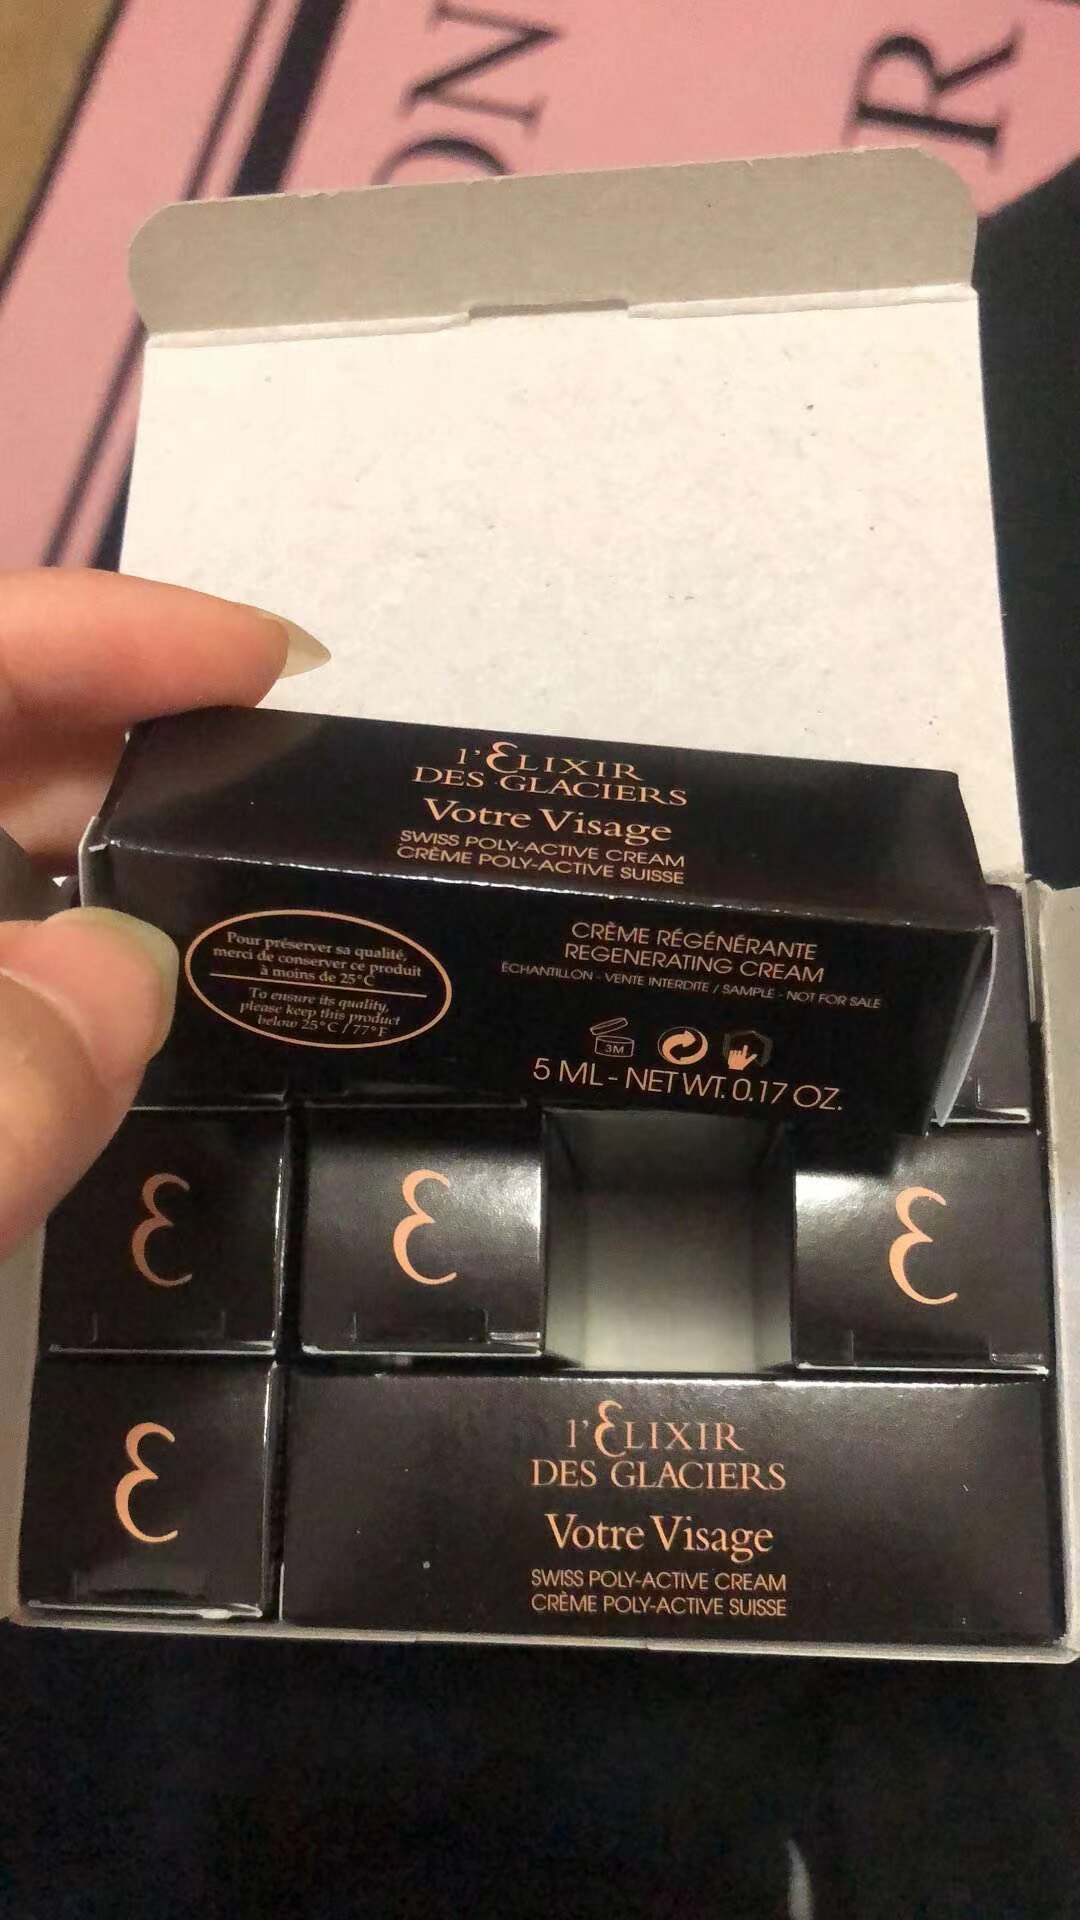 ON
R
l'ƐLIXIR
DES GLACIERS
Votre Visage
SWISS POLY-ACTIVE CREAM
CRÈME POLY-ACTIVE SUISSE
Pour préserver sa qualité,
merci de conserver ce produit
à moins de 25°C
To ensure its quality,
please keep this product
below 25°C / 77°F
CRÈME RÉGÉNÉRANTE
REGENERATING CREAM
ÉCHANTILLON - VENTE INTERDITE / SAMPLE - NOT FOR SALE
3M
5 ML - NET WT. 0.17 OZ.
Ɛ
Ɛ
Ɛ
Ɛ
l'ƐLIXIR
DES GLACIERS
Votre Visage
SWISS POLY-ACTIVE CREAM
CRÈME POLY-ACTIVE SUISSE